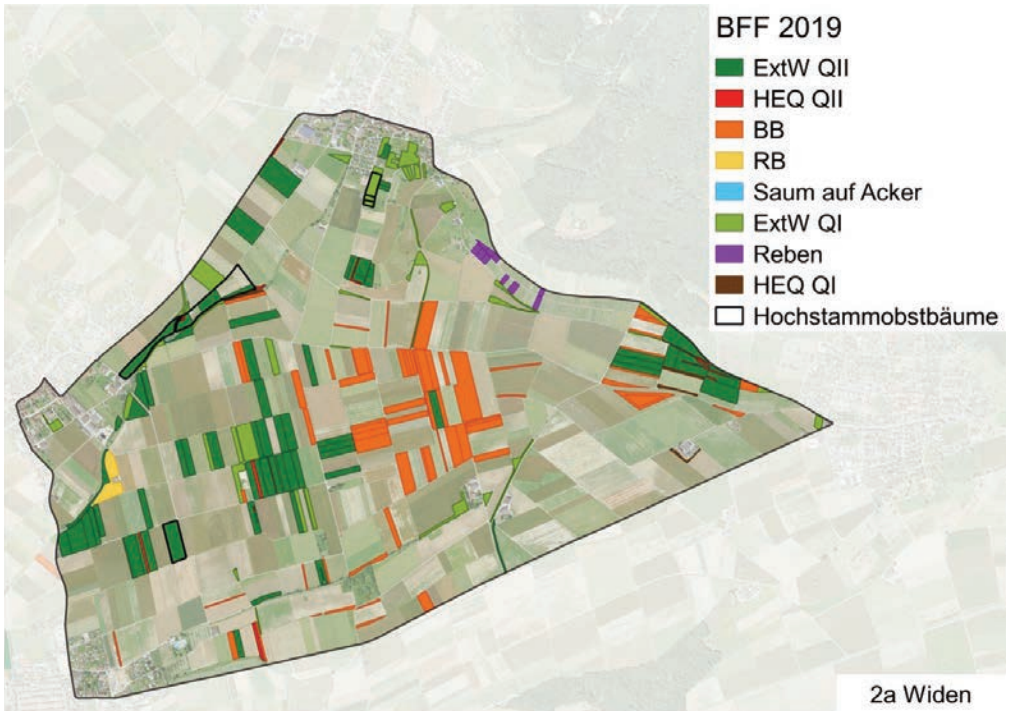 BFF 2019
ExtW QII
HEQ QII
BB
RB
Saum auf Acker
ExtW QI
Reben
HEQ QI
Hochstammobstbäume
2a Widen